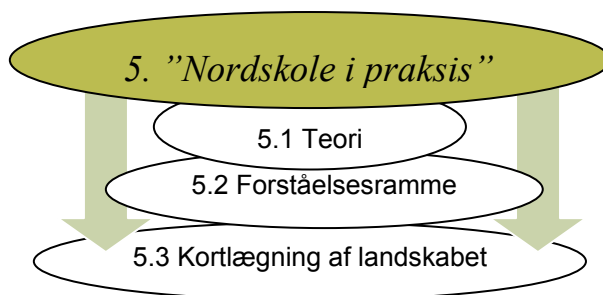 5. ”Nordskole i praksis”
5.1 Teori
5.2 Forståelsesramme
5.3 Kortlægning af landskabet